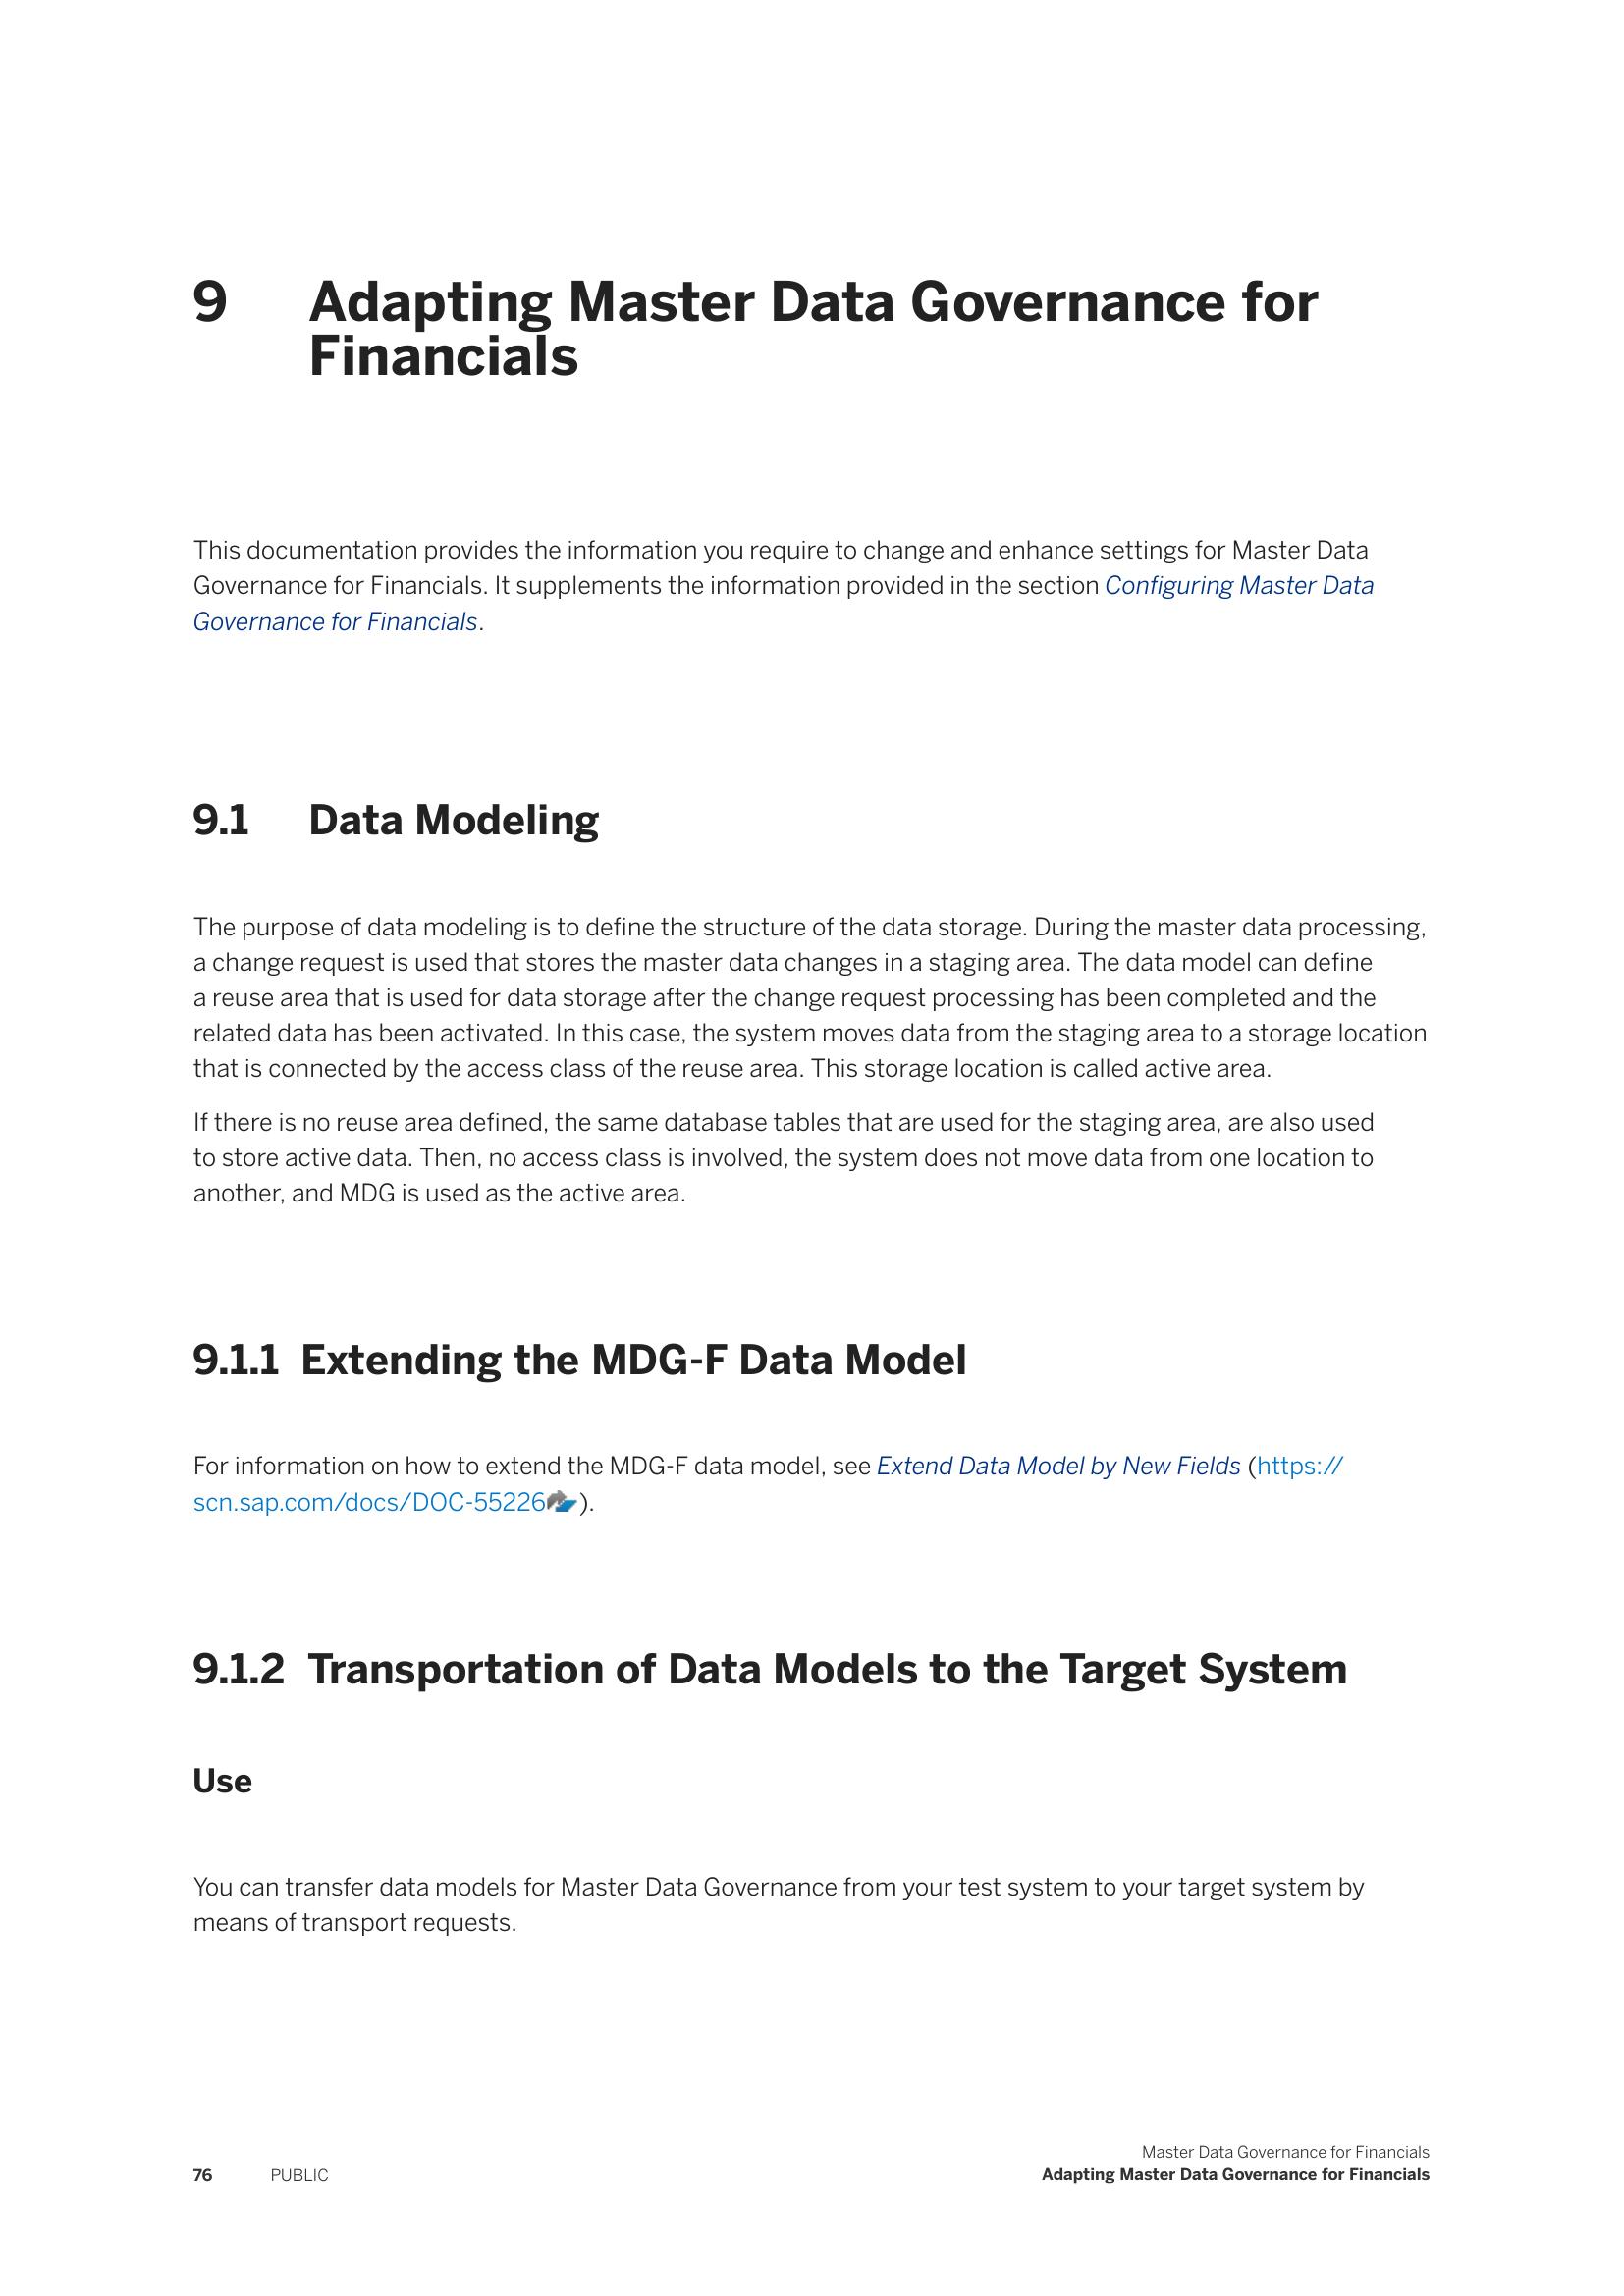 9 Adapting Master Data Governance for
Financials
This documentation provides the information you require to change and enhance settings for Master Data
Governance for Financials. It supplements the information provided in the section Configuring Master Data
Governance for Financials.
9.1 Data Modeling
The purpose of data modeling is to define the structure of the data storage. During the master data processing,
a change request is used that stores the master data changes in a staging area. The data model can define
a reuse area that is used for data storage after the change request processing has been completed and the
related data has been activated. In this case, the system moves data from the staging area to a storage location
that is connected by the access class of the reuse area. This storage location is called active area.
If there is no reuse area defined, the same database tables that are used for the staging area, are also used
to store active data. Then, no access class is involved, the system does not move data from one location to
another, and MDG is used as the active area.
9.1.1 Extending the MDG-F Data Model
For information on how to extend the MDG-F data model, see Extend Data Model by New Fields (https://
scn.sap.com/docs/DOC-55226).
9.1.2 Transportation of Data Models to the Target System
Use
You can transfer data models for Master Data Governance from your test system to your target system by
means of transport requests.
Master Data Governance for Financials
76 PUBLIC Adapting Master Data Governance for Financials